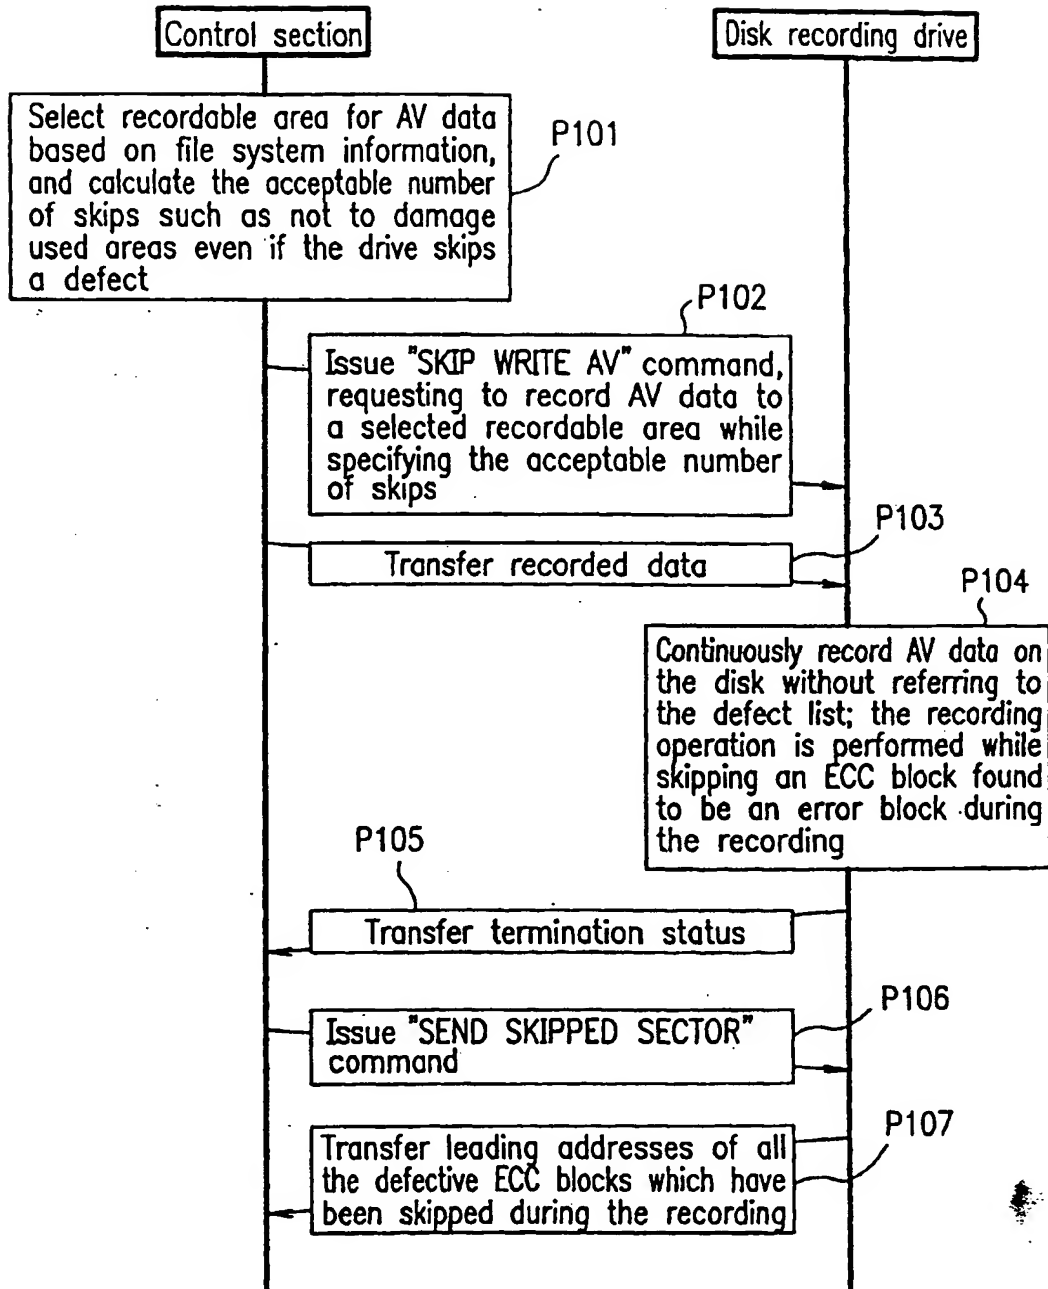 Control section
Disk recording drive
Select recordable area for AV data
based on file system information,
and calculate the acceptable number
of skips such as not to damage
used areas even if the drive skips
a defect
P101
P102
Issue "SKIP WRITE AV" command,
requesting to record AV data to
a selected recordable area while
specifying the acceptable number
of skips
P103
Transfer recorded data
P104
Continuously record AV data on
the disk without referring to
the defect list; the recording
operation is performed while
skipping an ECC block found
to be an error block during
the recording
P105
Transfer termination status
P106
Issue "SEND SKIPPED SECTOR"
command
P107
Transfer leading addresses of all
the defective ECC blocks which have
been skipped during the recording